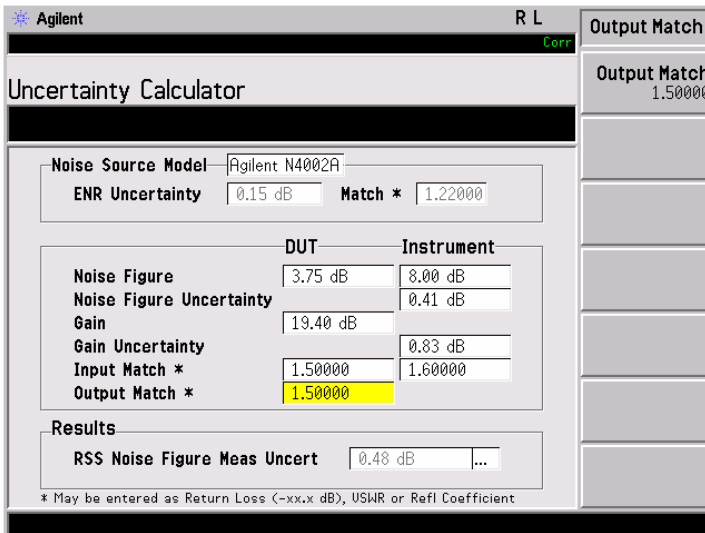 Agilent R L
Corr
Output Match
Uncertainty Calculator
Output Match
1.50000
Noise Source Model Agilent N4002A
ENR Uncertainty 0.15 dB Match * 1.22000
DUT Instrument
Noise Figure 3.75 dB 8.00 dB
Noise Figure Uncertainty 0.41 dB
Gain 19.40 dB
Gain Uncertainty 0.83 dB
Input Match * 1.50000 1.60000
Output Match * 1.50000
Results
RSS Noise Figure Meas Uncert 0.48 dB ...
* May be entered as Return Loss (-xx.x dB), VSWR or Refl Coefficient